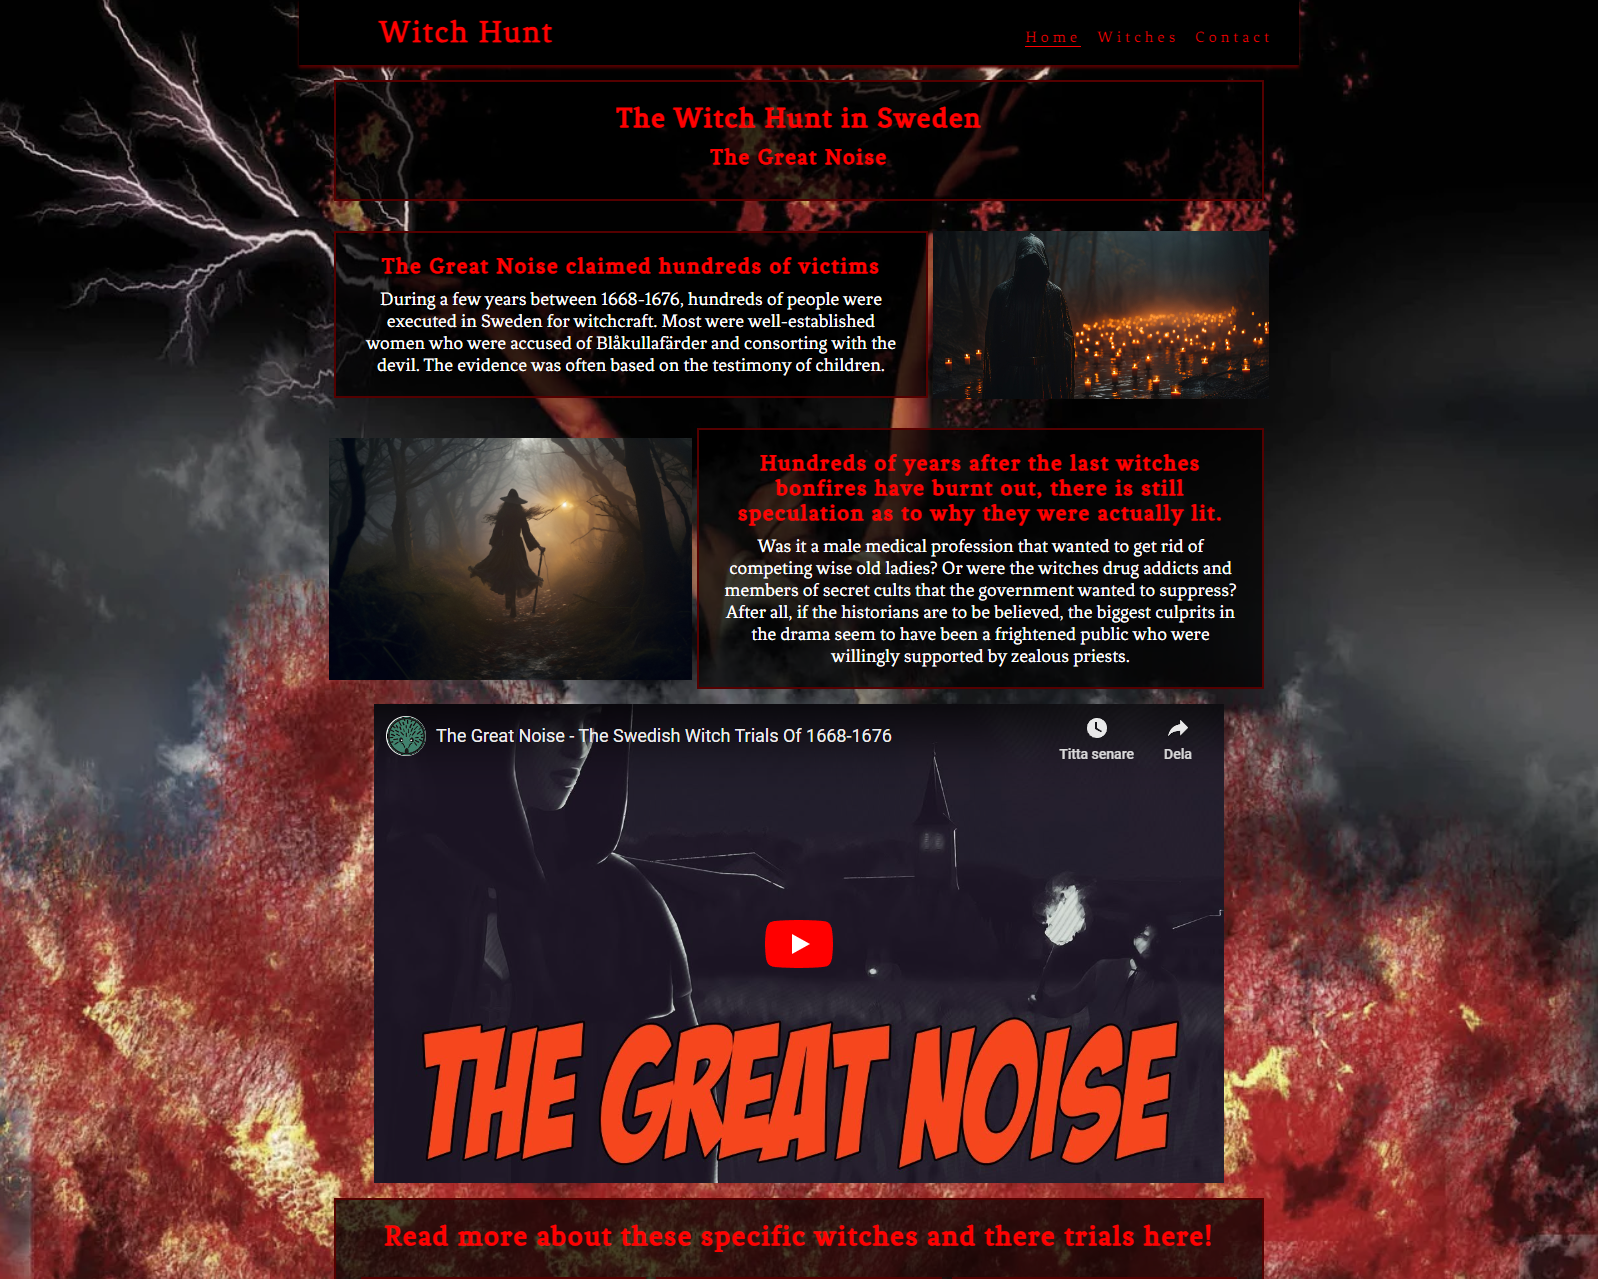 Witch Hunt
Home Witches Contact
The Witch Hunt in Sweden
The Great Noise
The Great Noise claimed hundreds of victims
During a few years between 1668-1676, hundreds of people were
executed in Sweden for witchcraft. Most were well-established
women who were accused of Blåkullafärder and consorting with the
devil. The evidence was often based on the testimony of children.
Hundreds of years after the last witches
bonfires have burnt out, there is still
speculation as to why they were actually lit.
Was it a male medical profession that wanted to get rid of
competing wise old ladies? Or were the witches drug addicts and
members of secret cults that the government wanted to suppress?
After all, if the historians are to be believed, the biggest culprits in
the drama seem to have been a frightened public who were
willingly supported by zealous priests.
The Great Noise - The Swedish Witch Trials Of 1668-1676
Titta senare Dela
THE GREAT NOISE
Read more about these specific witches and there trials here!